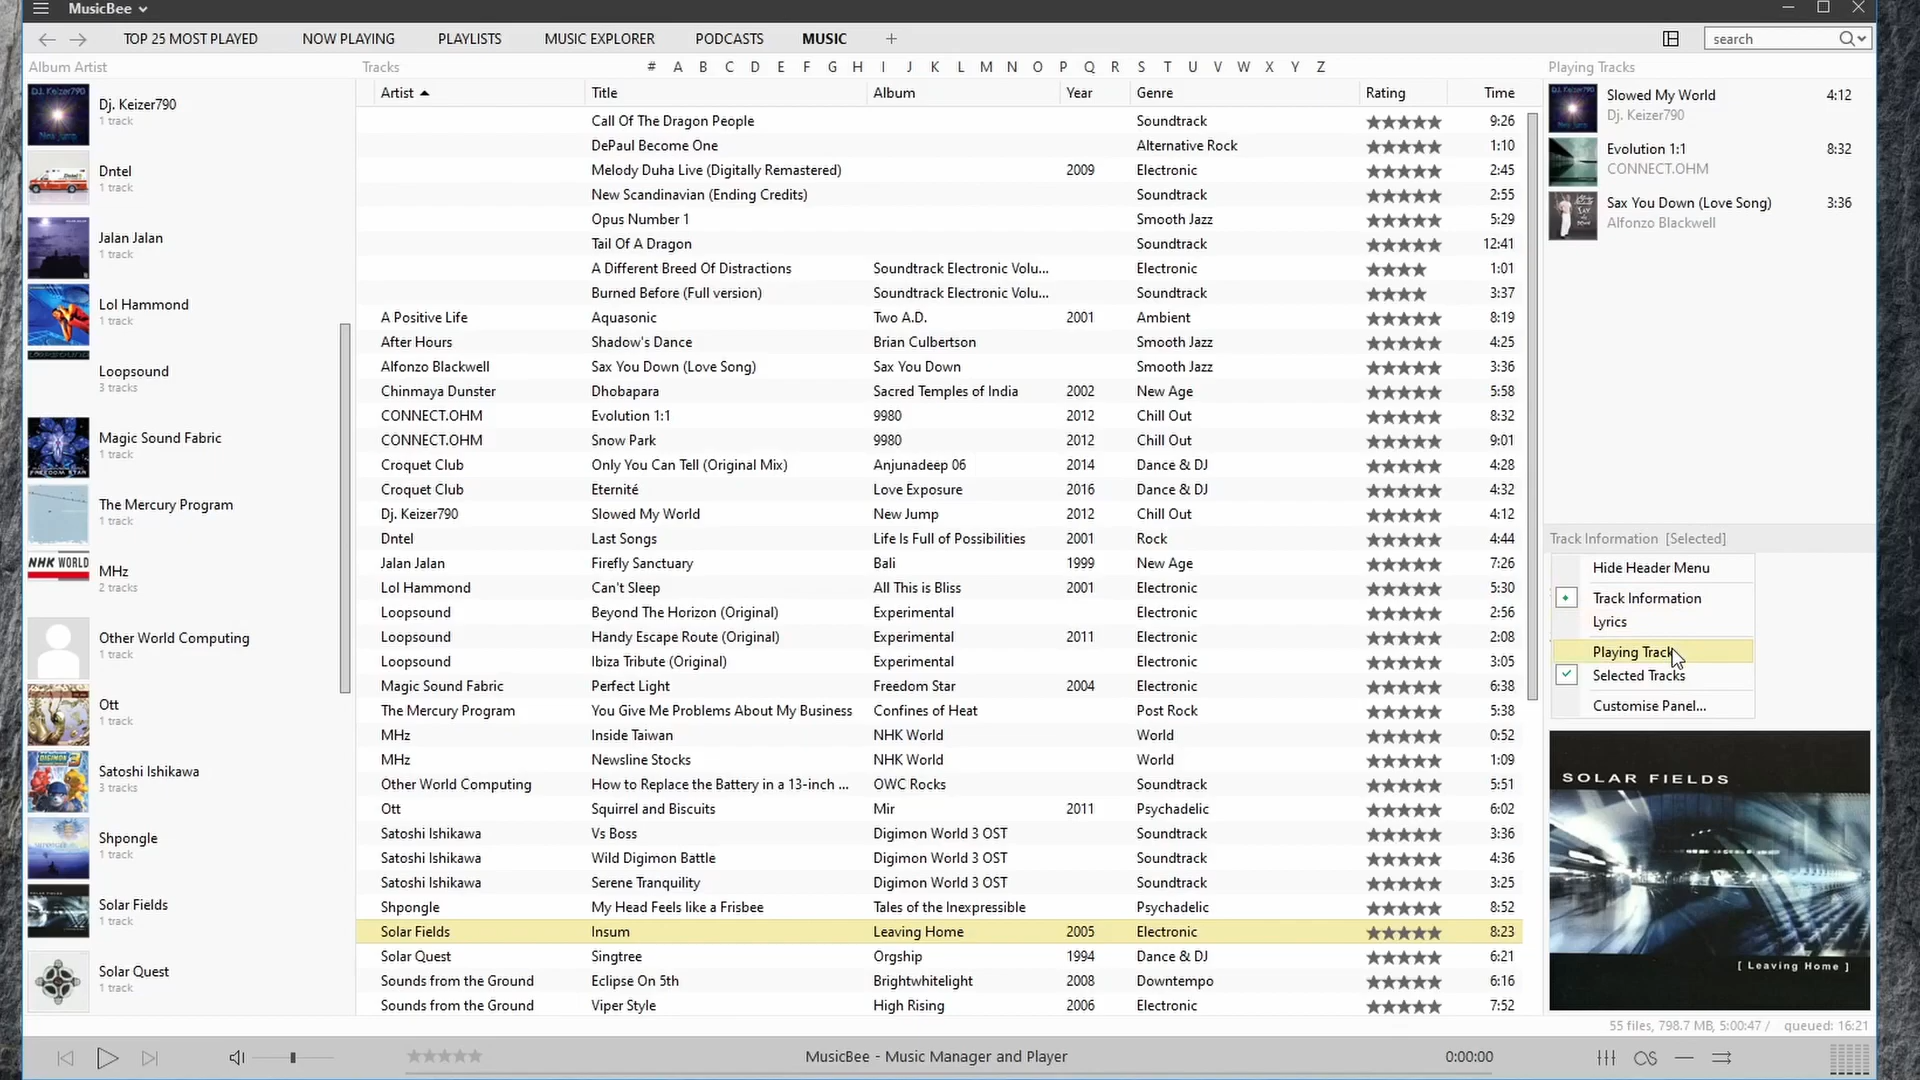 MusicBee
TOP 25 MOST PLAYED
NOW PLAYING
PLAYLISTS
MUSIC EXPLORER
PODCASTS
MUSIC
+
search
Album Artist
Dj. Keizer790
1 track
Dntel
1 track
Jalan Jalan
1 track
Lol Hammond
1 track
Loopsound
3 tracks
Magic Sound Fabric
1 track
The Mercury Program
1 track
NHK WORLD
MHz
2 tracks
Other World Computing
1 track
Ott
1 track
Satoshi Ishikawa
3 tracks
Shpongle
1 track
Solar Fields
1 track
Solar Quest
1 track
Tracks
# A B C D E F G H I J K L M N O P Q R S T U V W X Y Z
Artist Title Album Year Genre Rating Time
Call Of The Dragon People Soundtrack 9:26
DePaul Become One Alternative Rock 1:10
Melody Duha Live (Digitally Remastered) 2009 Electronic 2:45
New Scandinavian (Ending Credits) Soundtrack 2:55
Opus Number 1 Smooth Jazz 5:29
Tail Of A Dragon Soundtrack 12:41
A Different Breed Of Distractions Soundtrack Electronic Volu... Electronic 1:01
Burned Before (Full version) Soundtrack Electronic Volu... Soundtrack 3:37
A Positive Life Aquasonic Two A.D. 2001 Ambient 8:19
After Hours Shadow's Dance Brian Culbertson Smooth Jazz 4:25
Alfonzo Blackwell Sax You Down (Love Song) Sax You Down Smooth Jazz 3:36
Chinmaya Dunster Dhobapara Sacred Temples of India 2002 New Age 5:58
CONNECT.OHM Evolution 1:1 9980 2012 Chill Out 8:32
CONNECT.OHM Snow Park 9980 2012 Chill Out 9:01
Croquet Club Only You Can Tell (Original Mix) Anjunadeep 06 2014 Dance & DJ 4:28
Croquet Club Eternité Love Exposure 2016 Dance & DJ 4:32
Dj. Keizer790 Slowed My World New Jump 2012 Chill Out 4:12
Dntel Last Songs Life Is Full of Possibilities 2001 Rock 4:44
Jalan Jalan Firefly Sanctuary Bali 1999 New Age 7:26
Lol Hammond Can't Sleep All This is Bliss 2001 Electronic 5:30
Loopsound Beyond The Horizon (Original) Experimental Electronic 2:56
Loopsound Handy Escape Route (Original) Experimental 2011 Electronic 2:08
Loopsound Ibiza Tribute (Original) Experimental Electronic 3:05
Magic Sound Fabric Perfect Light Freedom Star 2004 Electronic 6:38
The Mercury Program You Give Me Problems About My Business Confines of Heat Post Rock 5:38
MHz Inside Taiwan NHK World World 0:52
MHz Newsline Stocks NHK World World 1:09
Other World Computing How to Replace the Battery in a 13-inch ... OWC Rocks Soundtrack 5:51
Ott Squirrel and Biscuits Mir 2011 Psychadelic 6:02
Satoshi Ishikawa Vs Boss Digimon World 3 OST Soundtrack 3:36
Satoshi Ishikawa Wild Digimon Battle Digimon World 3 OST Soundtrack 4:36
Satoshi Ishikawa Serene Tranquility Digimon World 3 OST Soundtrack 3:25
Shpongle My Head Feels like a Frisbee Tales of the Inexpressible Psychadelic 8:52
Solar Fields Insum Leaving Home 2005 Electronic 8:23
Solar Quest Singtree Orgship 1994 Dance & DJ 6:21
Sounds from the Ground Eclipse On 5th Brightwhitelight 2008 Downtempo 6:16
Sounds from the Ground Viper Style High Rising 2006 Electronic 7:52
Playing Tracks
Slowed My World 4:12
Dj. Keizer790
Evolution 1:1 8:32
CONNECT.OHM
Sax You Down (Love Song) 3:36
Alfonzo Blackwell
Track Information [Selected]
Hide Header Menu
Track Information
Lyrics
Playing Track
Selected Tracks
Customise Panel...
SOLAR FIELDS
[ Leaving Home ]
55 files, 798.7 MB, 5:00:47 / queued: 16:21
MusicBee - Music Manager and Player
0:00:00